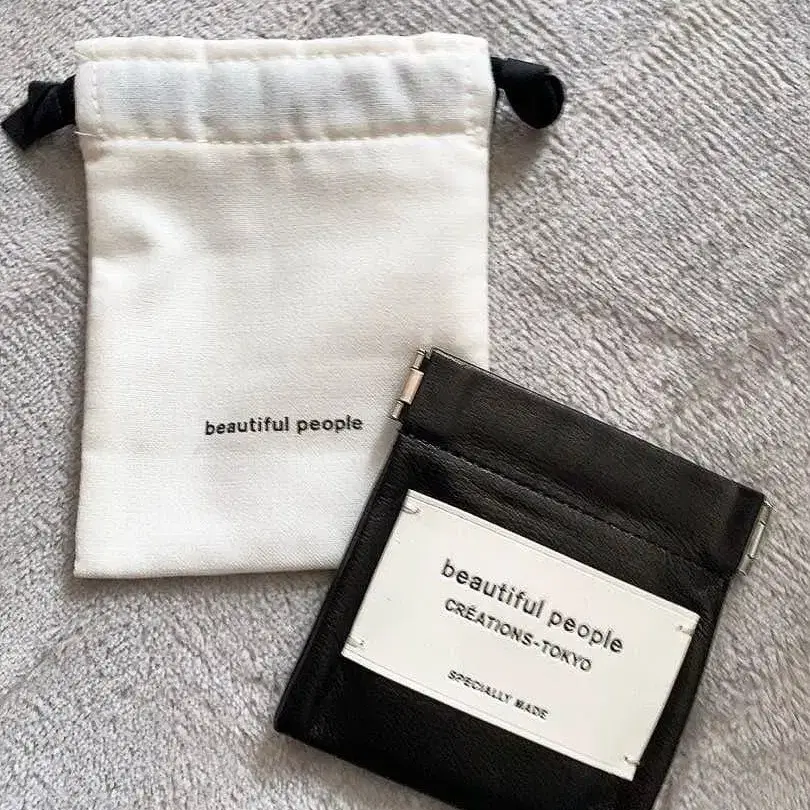 beautiful people
beautiful people
CRÉATIONS-TOKYO
SPECIALLY MADE